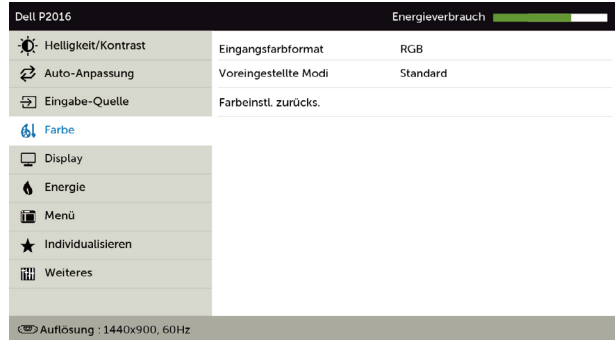 Dell P2016 Energieverbrauch
Helligkeit/Kontrast
Auto-Anpassung
Eingabe-Quelle
Farbe
Display
Energie
Menü
Individualisieren
Weiteres
Eingangsfarbformat RGB
Voreingestellte Modi Standard
Farbeinstl. zurücks.
Auflösung : 1440x900, 60Hz